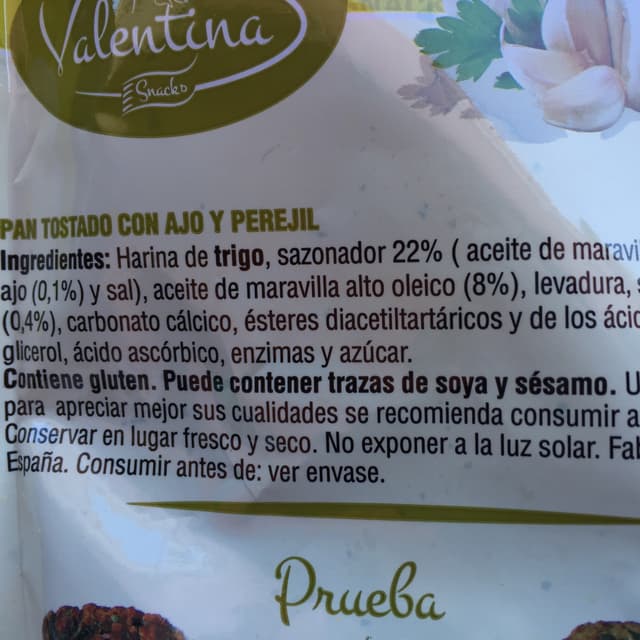 Valentina
Snacks
PAN TOSTADO CON AJO Y PEREJIL
Ingredientes: Harina de trigo, sazonador 22% ( aceite de maravi
ajo (0,1%) y sal), aceite de maravilla alto oleico (8%), levadura,
(0,4%), carbonato cálcico, ésteres diacetiltartáricos y de los ácid
glicerol, ácido ascórbico, enzimas y azúcar.
Contiene gluten. Puede contener trazas de soya y sésamo. U
para apreciar mejor sus cualidades se recomienda consumir a
Conservar en lugar fresco y seco. No exponer a la luz solar. Fab
España. Consumir antes de: ver envase.
Prueba